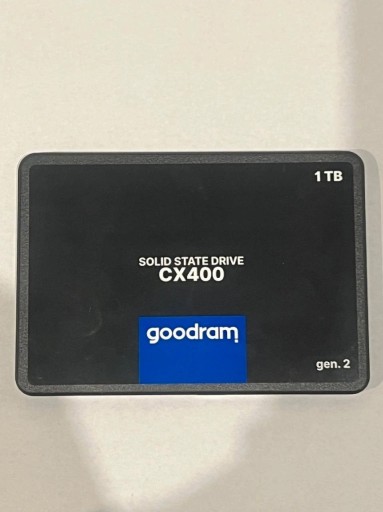 1 TB
SOLID STATE DRIVE
CX400
goodram
gen. 2